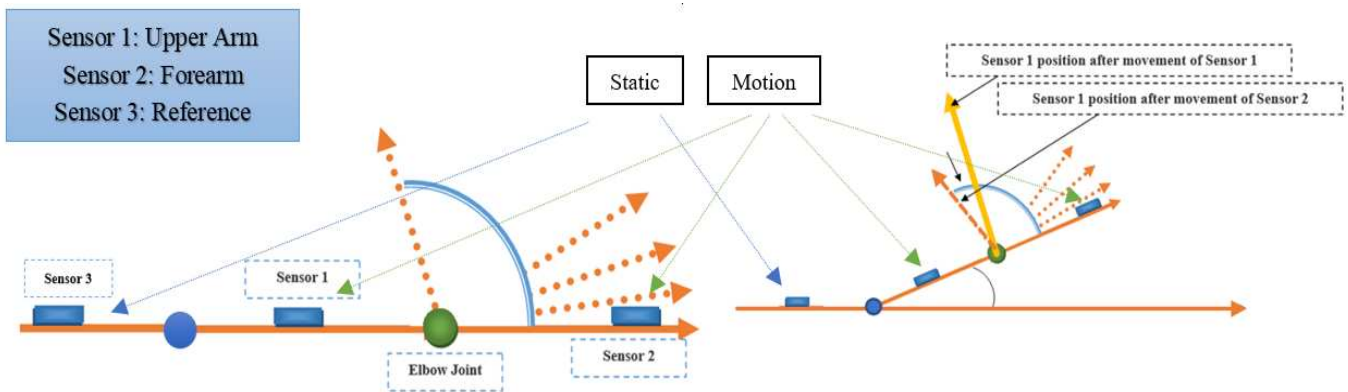 Sensor 1: Upper Arm
Sensor 2: Forearm
Sensor 3: Reference
Static
Motion
Sensor 1 position after movement of Sensor 1
Sensor 1 position after movement of Sensor 2
Sensor 3
Sensor 1
Elbow Joint
Sensor 2